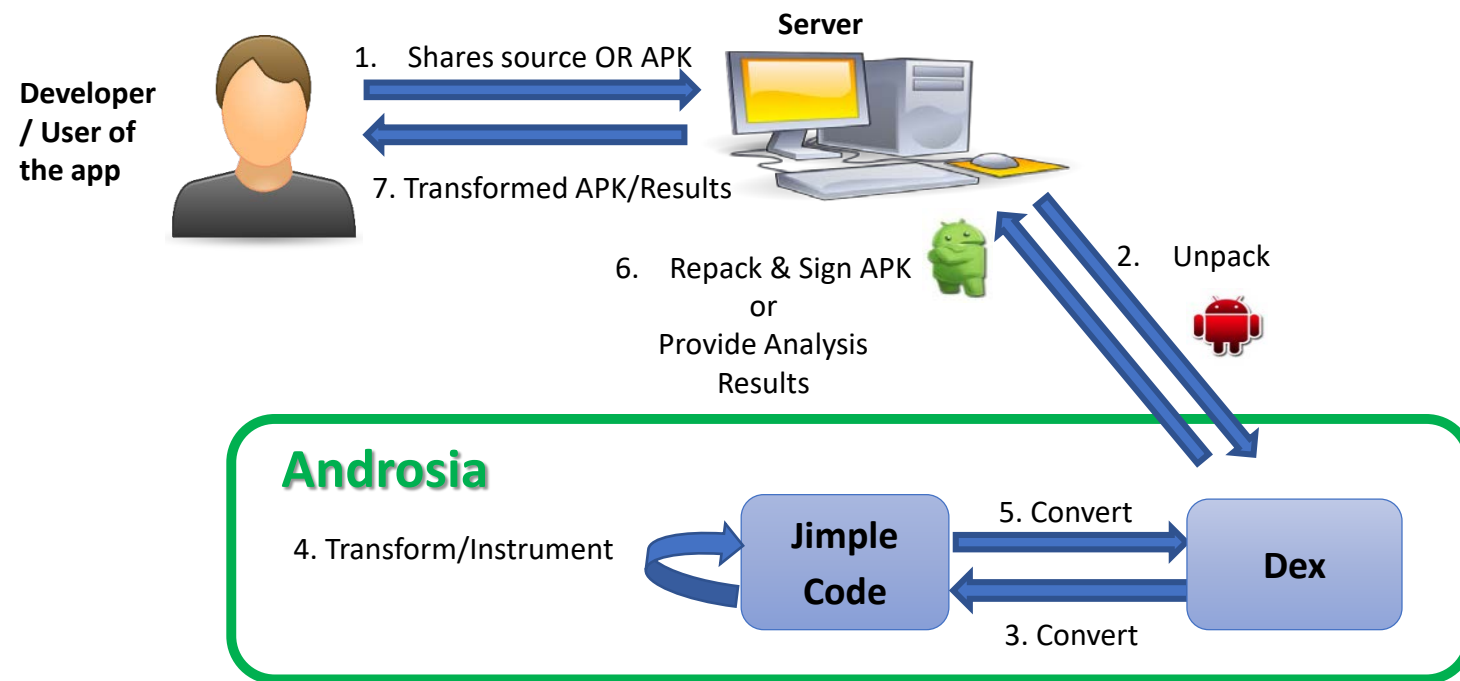 Server
1. Shares source OR APK
Developer
/ User of
the app
7. Transformed APK/Results
6. Repack & Sign APK
or
Provide Analysis
Results
2. Unpack
Androsia
4. Transform/Instrument
Jimple
Code
5. Convert
3. Convert
Dex